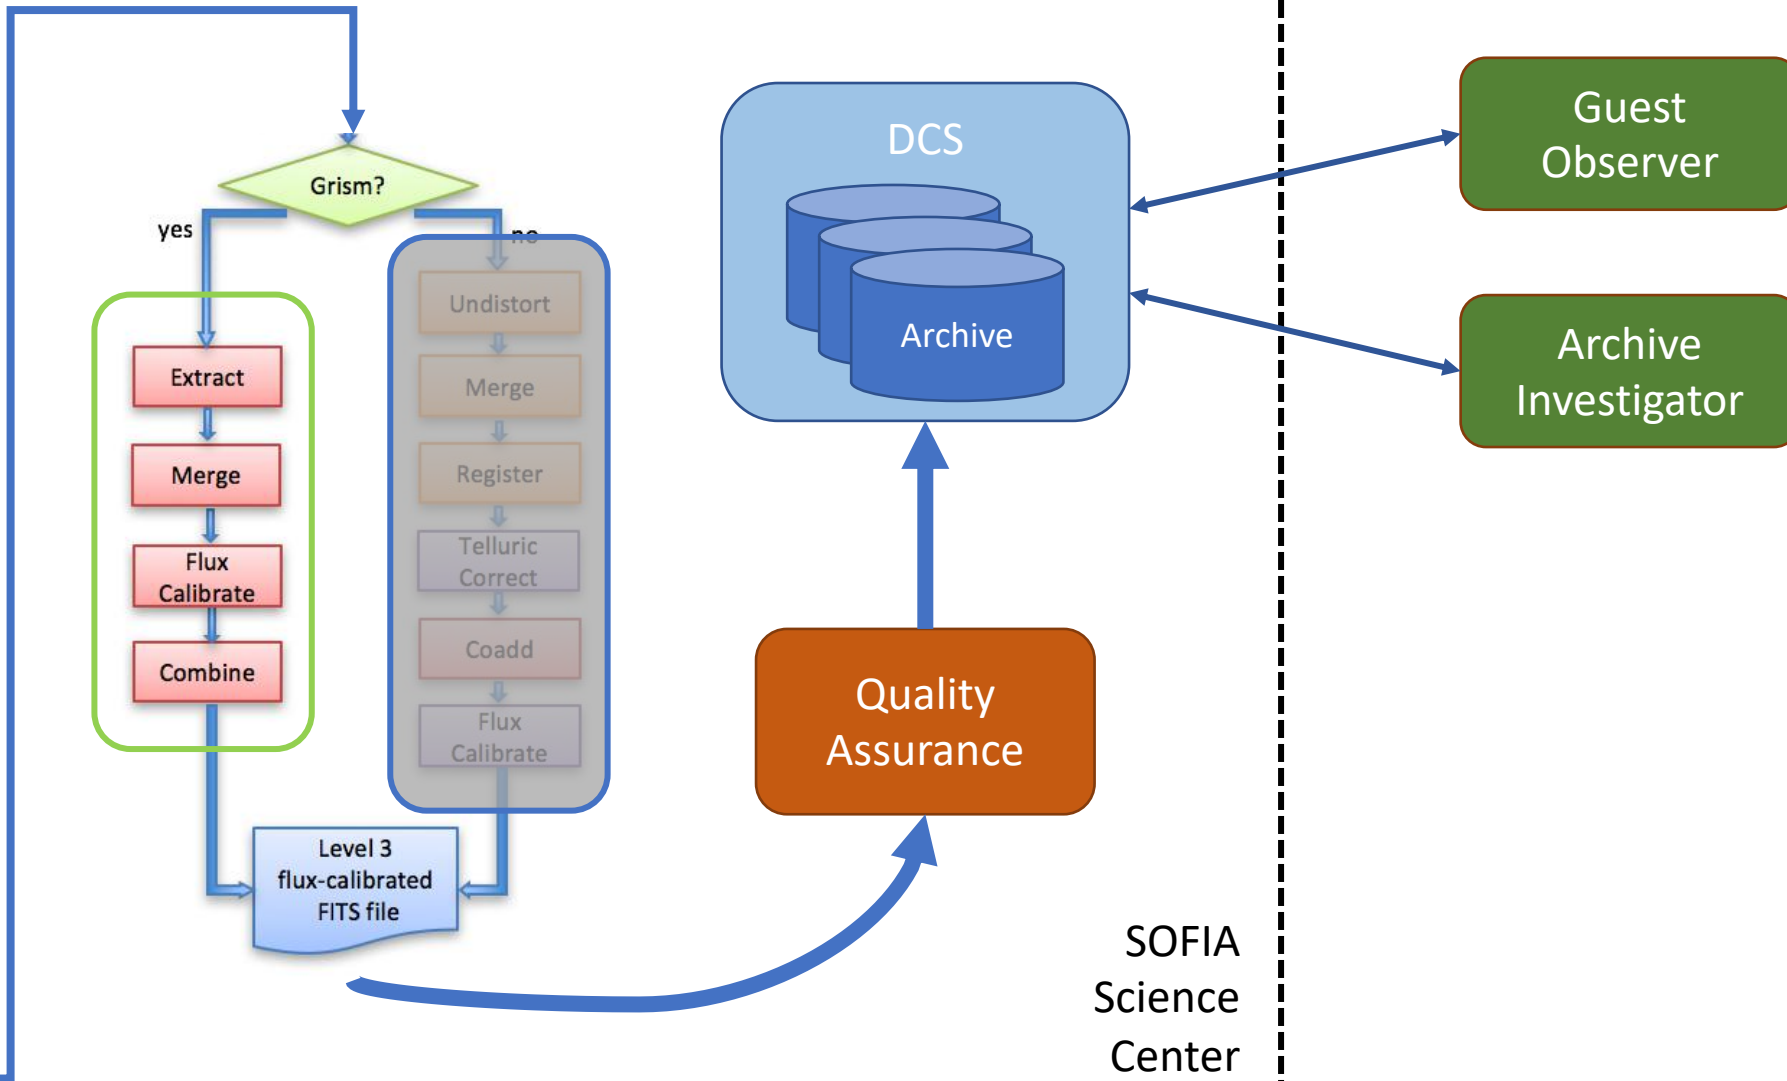 Grism?
yes
no
Extract
Merge
Flux
Calibrate
Combine
Undistort
Merge
Register
Telluric
Correct
Coadd
Flux
Calibrate
Level 3
flux-calibrated
FITS file
DCS
Archive
Quality
Assurance
SOFIA
Science
Center
Guest
Observer
Archive
Investigator